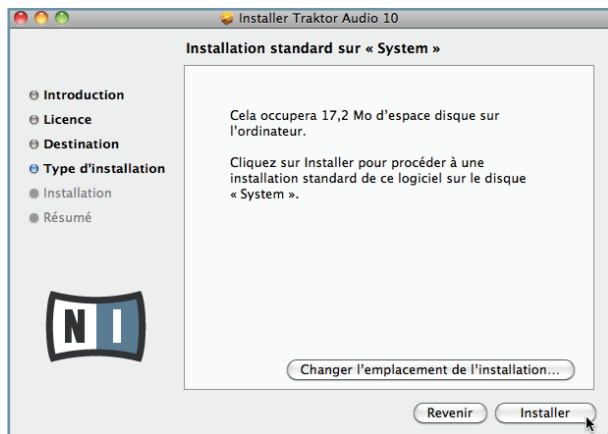 Installer Traktor Audio 10
Installation standard sur « System »
Introduction
Licence
Destination
Type d'installation
Installation
Résumé
Cela occupera 17,2 Mo d'espace disque sur
l'ordinateur.
Cliquez sur Installer pour procéder à une
installation standard de ce logiciel sur le disque
« System ».
NI
Changer l'emplacement de l'installation...
Revenir
Installer